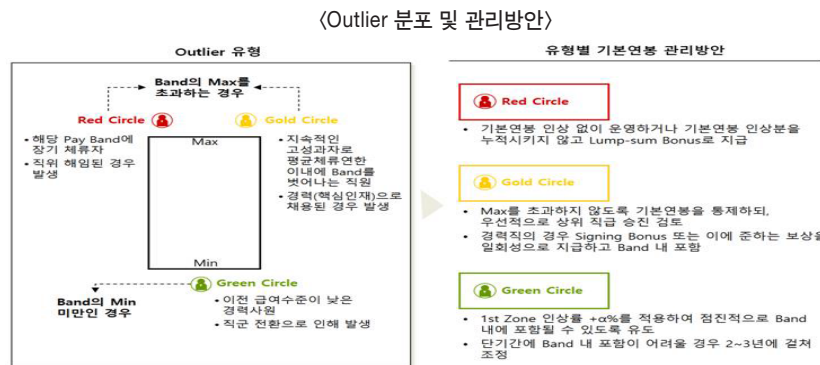 〈Outlier 분포 및 관리방안〉
Outlier 유형
Band의 Max를
초과하는 경우
Red Circle
Gold Circle
• 해당 Pay Band에
장기 체류자
• 직위 해임된 경우
발생
Max
• 지속적인
고성과자로
평균체류연한
이내에 Band를
벗어나는 직원
• 경력(핵심인재)으로
채용된 경우 발생
Min
Green Circle
Band의 Min
미만인 경우
• 이전 급여수준이 낮은
경력사원
• 직군 전환으로 인해 발생
유형별 기본연봉 관리방안
Red Circle
• 기본연봉 인상 없이 운영하거나 기본연봉 인상분을
누적시키지 않고 Lump-sum Bonus로 지급
Gold Circle
• Max를 초과하지 않도록 기본연봉을 통제하되,
우선적으로 상위 직급 승진 검토
• 경력직의 경우 Signing Bonus 또는 이에 준하는 보상을
일회성으로 지급하고 Band 내 포함
Green Circle
• 1st Zone 인상률 +α%를 적용하여 점진적으로 Band
내에 포함될 수 있도록 유도
• 단기간에 Band 내 포함이 어려울 경우 2~3년에 걸쳐
조정